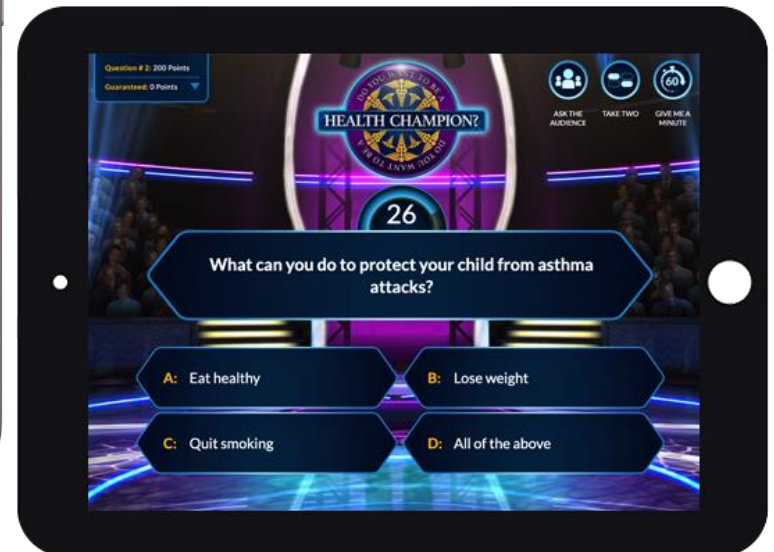 Question # 2: 200 Points
Guaranteed: 0 Points
DO YOU WANT TO BE A
HEALTH CHAMPION?
DO YOU WANT TO BE A
60
ASK THE
AUDIENCE
TAKE TWO
GIVE ME A
MINUTE
26
What can you do to protect your child from asthma
attacks?
A: Eat healthy
B: Lose weight
C: Quit smoking
D: All of the above